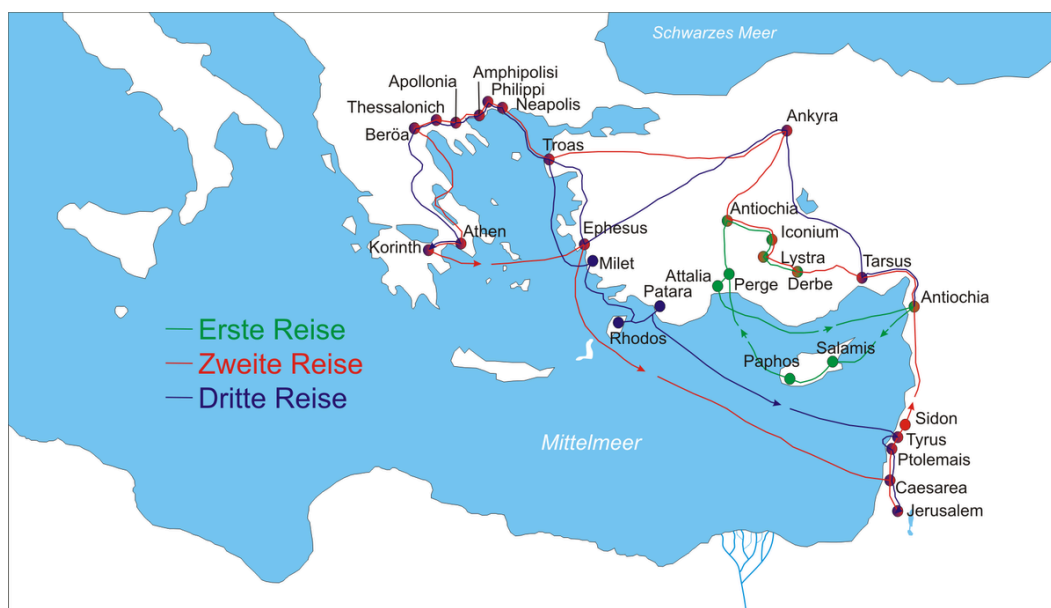 Schwarzes Meer
Amphipolisi
Apollonia
Philippi
Thessalonich
Neapolis
Beröa
Ankyra
Troas
Antiochia
Iconium
Athen
Ephesus
Korinth
Lystra
Milet
Tarsus
Attalia
Perge
Derbe
Patara
Antiochia
Rhodos
Erste Reise
Salamis
Paphos
Zweite Reise
Dritte Reise
Sidon
Mittelmeer
Tyrus
Ptolemais
Caesarea
Jerusalem